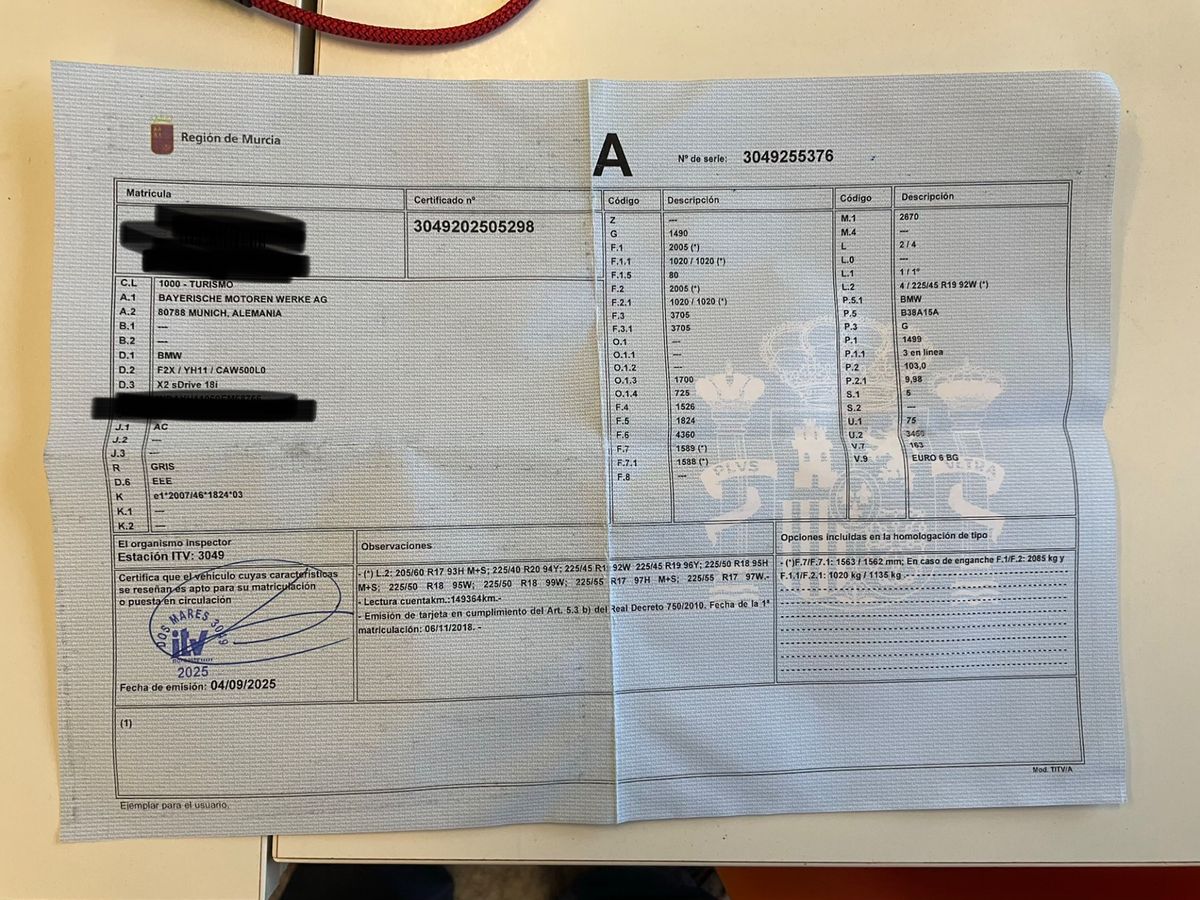 Región de Murcia
A
Nº de serie: 3049255376
Matrícula
Certificado nº
3049202505298
C.L 1000 - TURISMO
A.1 BAYERISCHE MOTOREN WERKE AG
A.2 80788 MUNICH, ALEMANIA
B.1 ---
B.2 ---
D.1 BMW
D.2 F2X / YH11 / CAW500L0
D.3 X2 sDrive 18i
J.1 AC
J.2 ---
J.3 ---
R GRIS
D.6 EEE
K e1*2007/46*1824*03
K.1 ---
K.2 ---
Código Descripción
Z ---
G 1490
F.1 2005 (*)
F.1.1 1020 / 1020 (*)
F.1.5 80
F.2 2005 (*)
F.2.1 1020 / 1020 (*)
F.3 3705
F.3.1 3705
O.1 ---
O.1.1 ---
O.1.2 ---
O.1.3 1700
O.1.4 725
F.4 1526
F.5 1824
F.6 4360
F.7 1589 (*)
F.7.1 1588 (*)
F.8 ---
Código Descripción
M.1 2670
M.4 ---
L 2 / 4
L.0 ---
L.1 1 / 1º
L.2 4 / 225/45 R19 92W (*)
P.5.1 BMW
P.5 B38A15A
P.3 G
P.1 1499
P.1.1 3 en línea
P.2 103,0
P.2.1 9,98
S.1 5
S.2 ---
U.1 75
U.2 3450
V.7 163
V.9 EURO 6 BG
PLVS VLTRA
El organismo inspector
Estación ITV: 3049
Certifica que el vehículo cuyas características
se reseñan es apto para su matriculación
o puesta en circulación
DOS MARES 3049
itv
2025
Fecha de emisión: 04/09/2025
Observaciones
- (*) L.2: 205/60 R17 93H M+S; 225/40 R20 94Y; 225/45 R19 92W 225/45 R19 96Y; 225/50 R18 95H
M+S; 225/50 R18 95W; 225/50 R18 99W; 225/55 R17 97H M+S; 225/55 R17 97W.-
- Lectura cuentakm.:149364km.-
- Emisión de tarjeta en cumplimiento del Art. 5.3 b) del Real Decreto 750/2010. Fecha de la 1ª
matriculación: 06/11/2018. -
Opciones incluidas en la homologación de tipo
- (*)F.7/F.7.1: 1563 / 1562 mm; En caso de enganche F.1/F.2: 2085 kg y
F.1.1/F.2.1: 1020 kg / 1135 kg
(1)
Mod. TITV/A
Ejemplar para el usuario.